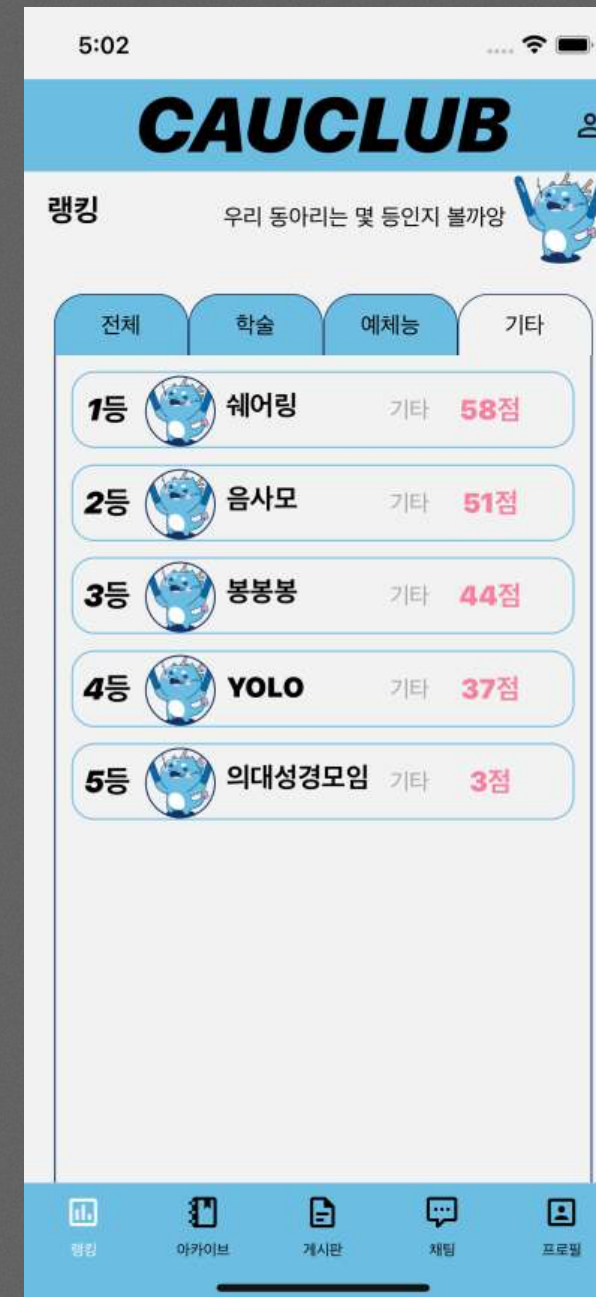 5:02
CAUCLUB
랭킹
우리 동아리는 몇 등인지 볼까앙
전체 학술 예체능 기타
1등 쉐어링 기타 58점
2등 음사모 기타 51점
3등 봉봉봉 기타 44점
4등 YOLO 기타 37점
5등 의대성경모임 기타 3점
랭킹 아카이브 게시판 채팅 프로필